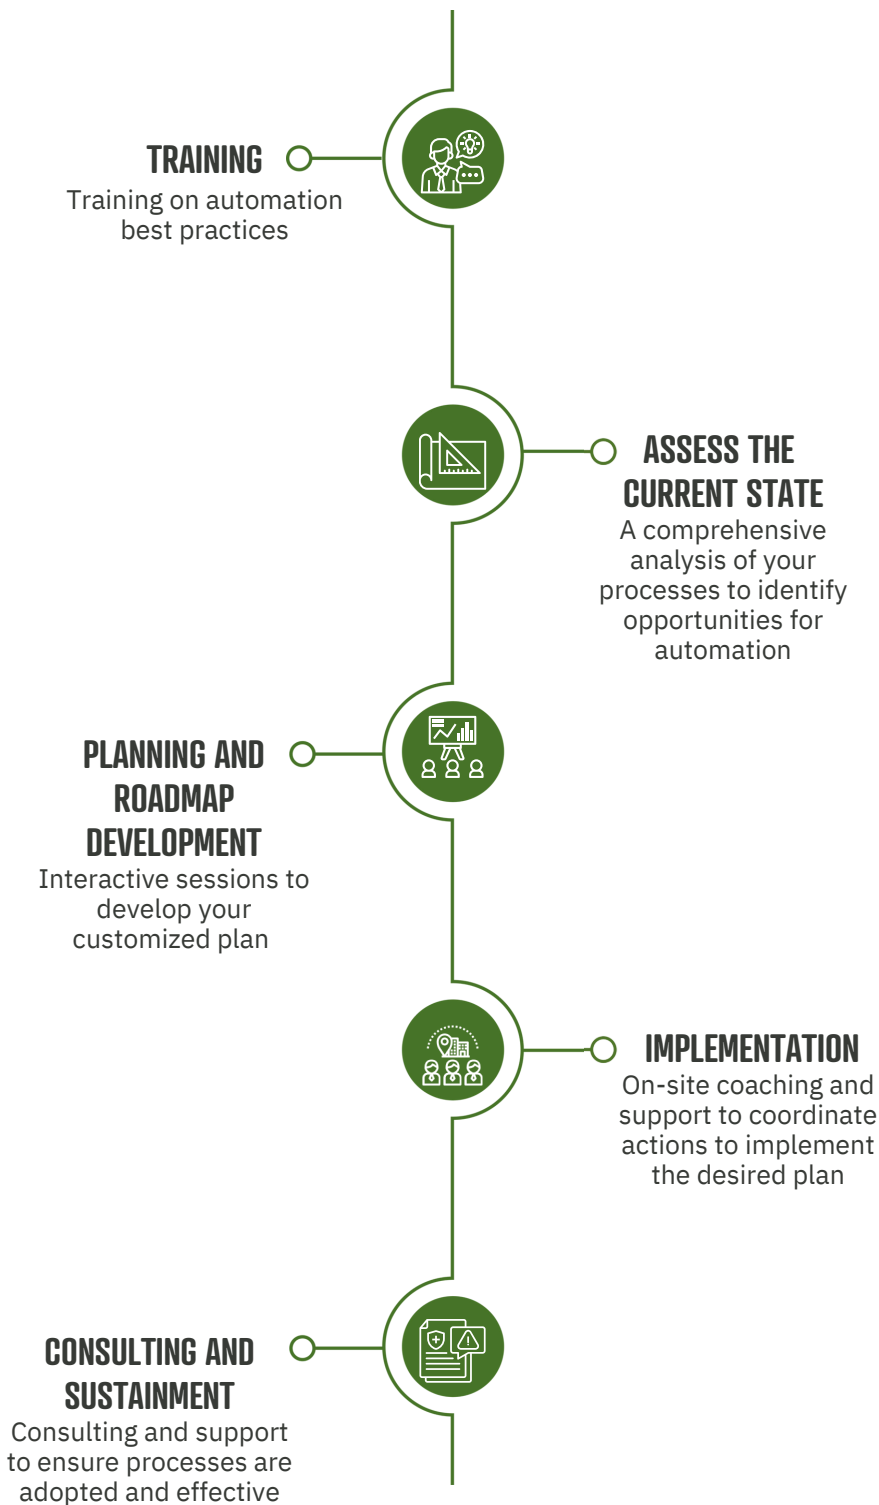 TRAINING
Training on automation
best practices
ASSESS THE
CURRENT STATE
A comprehensive
analysis of your
processes to identify
opportunities for
automation
PLANNING AND
ROADMAP
DEVELOPMENT
Interactive sessions to
develop your
customized plan
IMPLEMENTATION
On-site coaching and
support to coordinate
actions to implement
the desired plan
CONSULTING AND
SUSTAINMENT
Consulting and support
to ensure processes are
adopted and effective